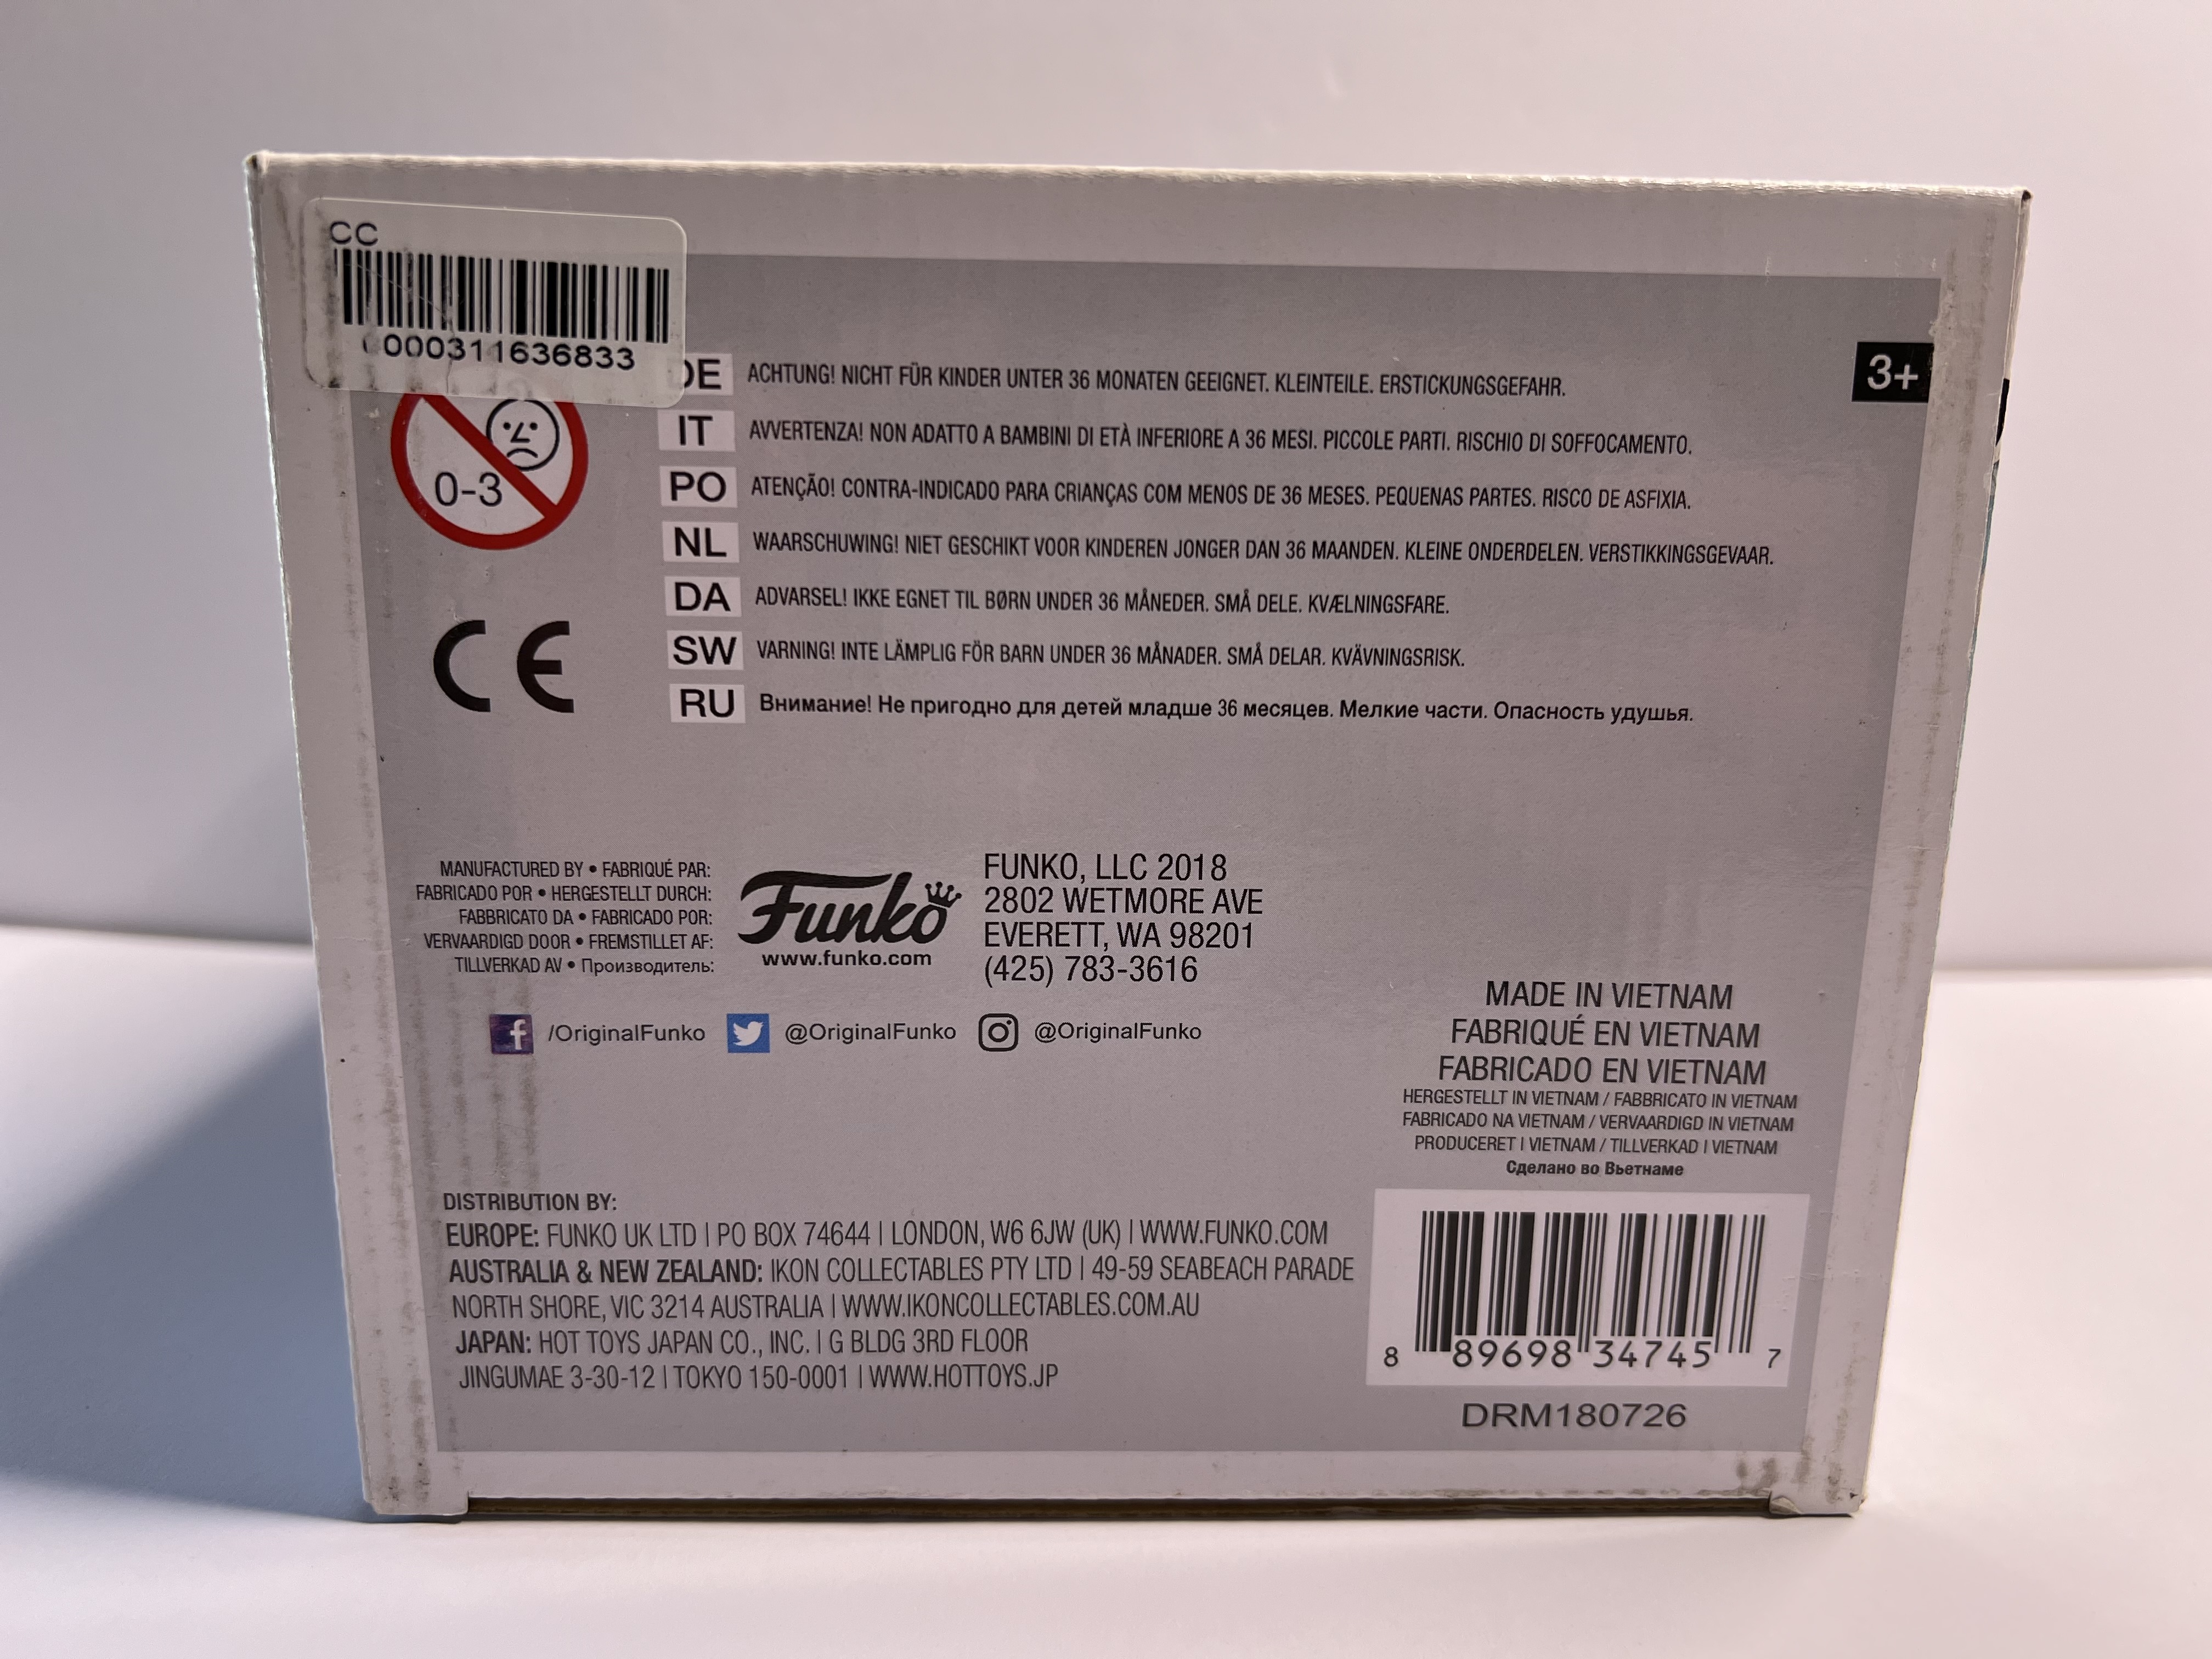 CC
0000311636833
0-3
CE
DE ACHTUNG! NICHT FÜR KINDER UNTER 36 MONATEN GEEIGNET. KLEINTEILE. ERSTICKUNGSGEFAHR.
3+
IT AVVERTENZA! NON ADATTO A BAMBINI DI ETÀ INFERIORE A 36 MESI. PICCOLE PARTI. RISCHIO DI SOFFOCAMENTO.
PO ATENÇÃO! CONTRA-INDICADO PARA CRIANÇAS COM MENOS DE 36 MESES. PEQUENAS PARTES. RISCO DE ASFIXIA.
NL WAARSCHUWING! NIET GESCHIKT VOOR KINDEREN JONGER DAN 36 MAANDEN. KLEINE ONDERDELEN. VERSTIKKINGSGEVAAR.
DA ADVARSEL! IKKE EGNET TIL BØRN UNDER 36 MÅNEDER. SMÅ DELE. KVÆLNINGSFARE.
SW VARNING! INTE LÄMPLIG FÖR BARN UNDER 36 MÅNADER. SMÅ DELAR. KVÄVNINGSRISK.
RU Внимание! Не пригодно для детей младше 36 месяцев. Мелкие части. Опасность удушья.
MANUFACTURED BY • FABRIQUÉ PAR:
FABRICADO POR • HERGESTELLT DURCH:
FABBRICATO DA • FABRICADO POR:
VERVAARDIGD DOOR • FREMSTILLET AF:
TILLVERKAD AV • Производитель:
Funko
www.funko.com
FUNKO, LLC 2018
2802 WETMORE AVE
EVERETT, WA 98201
(425) 783-3616
f /OriginalFunko @OriginalFunko @OriginalFunko
MADE IN VIETNAM
FABRIQUÉ EN VIETNAM
FABRICADO EN VIETNAM
HERGESTELLT IN VIETNAM / FABBRICATO IN VIETNAM
FABRICADO NA VIETNAM / VERVAARDIGD IN VIETNAM
PRODUCERET I VIETNAM / TILLVERKAD I VIETNAM
Сделано во Вьетнаме
DISTRIBUTION BY:
EUROPE: FUNKO UK LTD | PO BOX 74644 | LONDON, W6 6JW (UK) | WWW.FUNKO.COM
AUSTRALIA & NEW ZEALAND: IKON COLLECTABLES PTY LTD | 49-59 SEABEACH PARADE
NORTH SHORE, VIC 3214 AUSTRALIA | WWW.IKONCOLLECTABLES.COM.AU
JAPAN: HOT TOYS JAPAN CO., INC. | G BLDG 3RD FLOOR
JINGUMAE 3-30-12 | TOKYO 150-0001 | WWW.HOTTOYS.JP
8 89698 34745 7
DRM180726